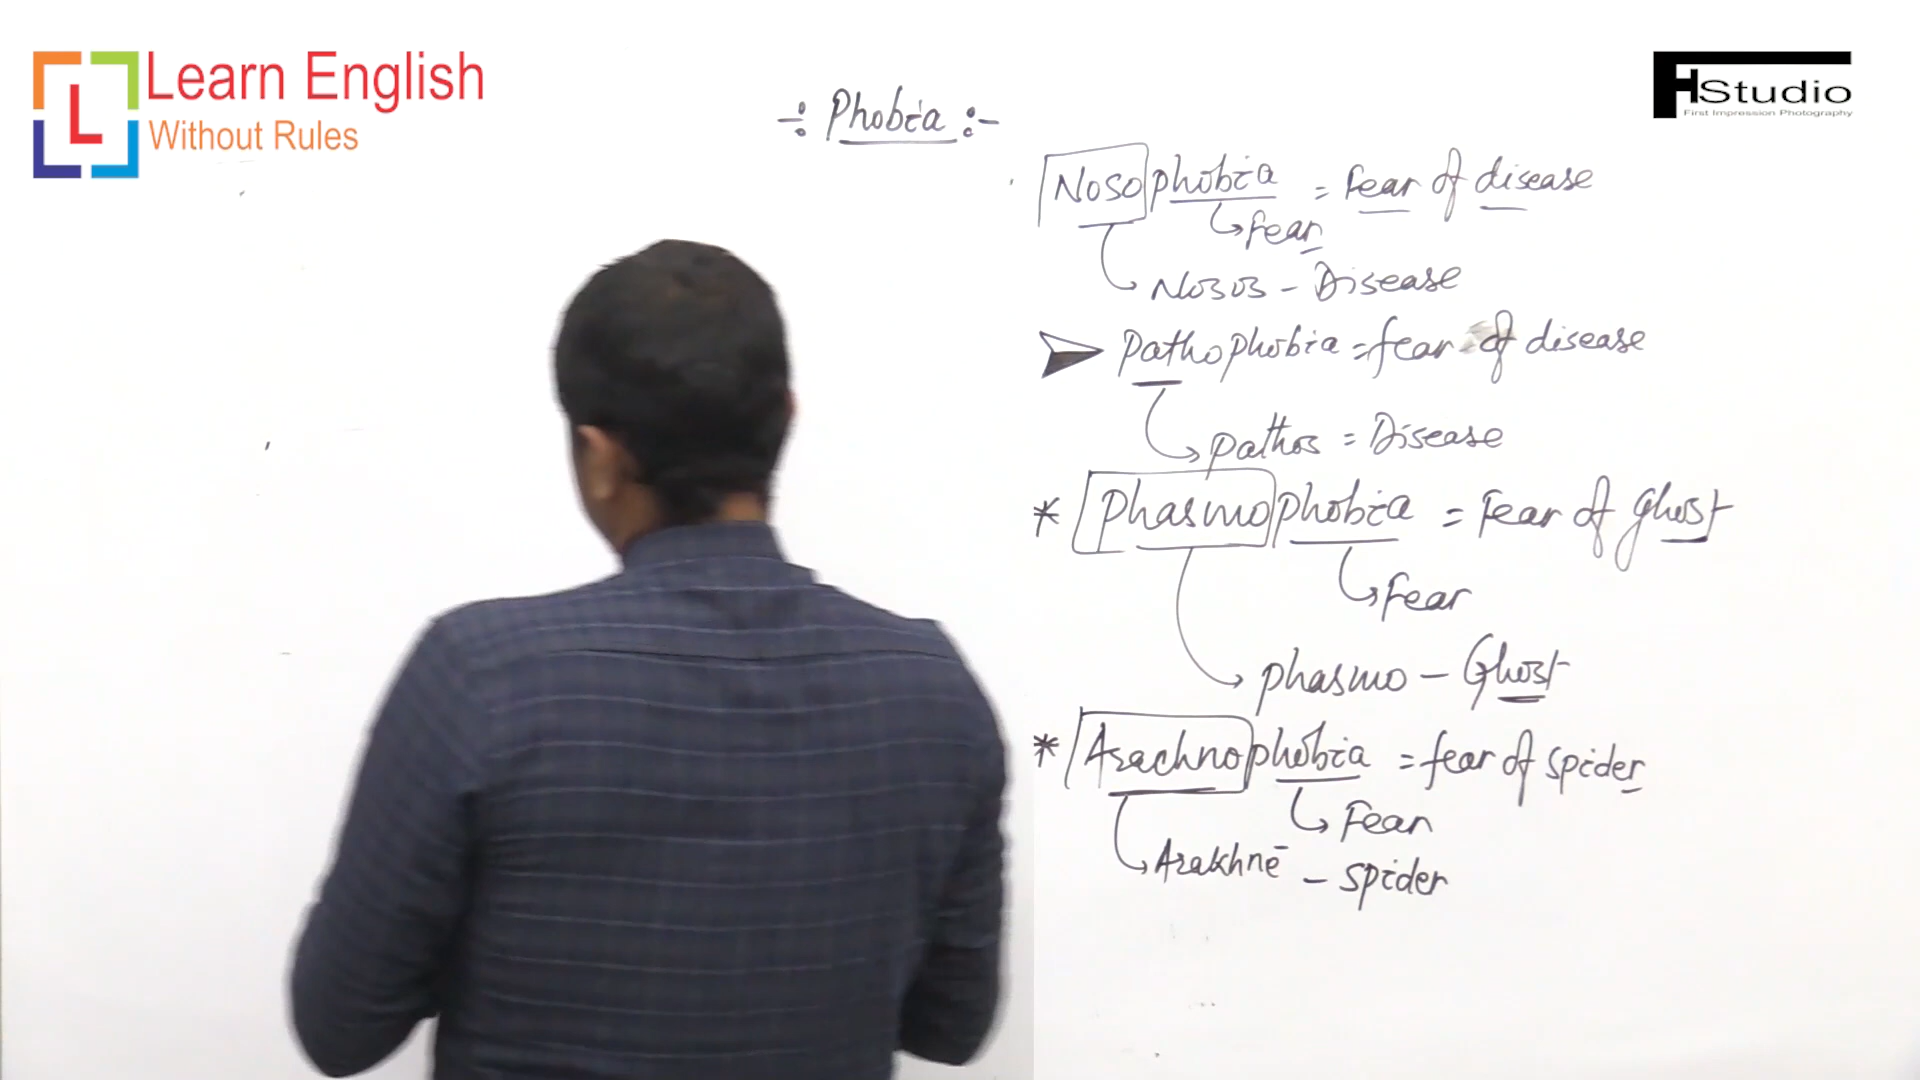 Learn English
Without Rules
L
FH Studio
First Impression Photography
-: Phobia :-
Nosophobia = Fear of disease
Fear
Nosos - Disease
Pathophobia = fear of disease
Pathos = Disease
* Phasmophobia = Fear of Ghost
Fear
phasmo - Ghost
* Arachnophobia = fear of spider
Fear
Arakhnē - spider